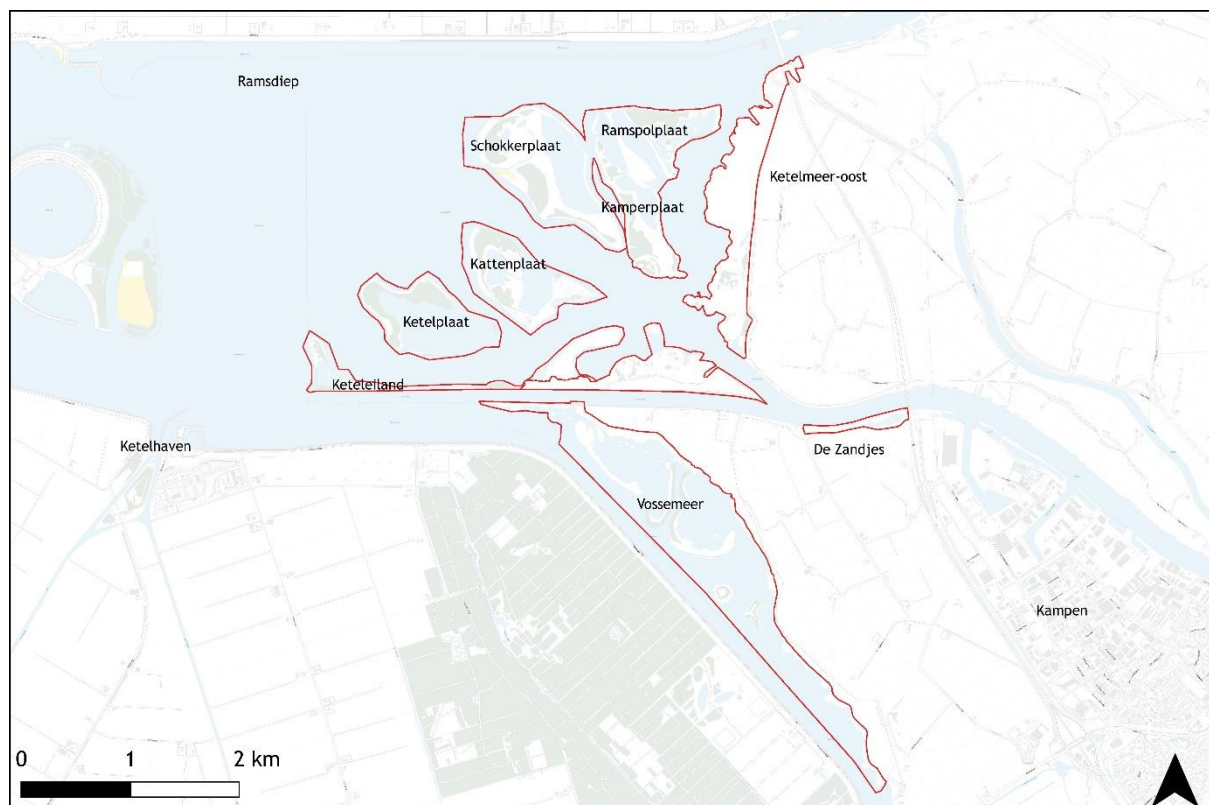 Ramsdiep
Schokkerplaat
Ramspolplaat
Ketelmeer-oost
Kamperplaat
Kattenplaat
Ketelplaat
Keteleiland
Ketelhaven
De Zandjes
Vossemeer
Kampen
0 1 2 km